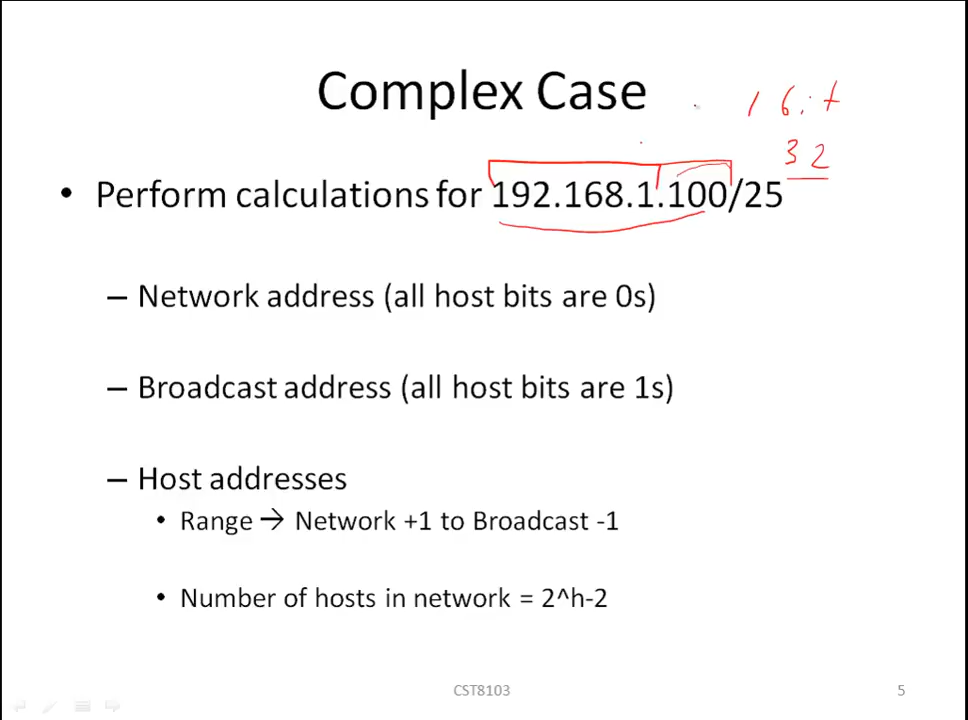 Complex Case
32
• Perform calculations for 192.168.1.100/25
– Network address (all host bits are 0s)
– Broadcast address (all host bits are 1s)
– Host addresses
• Range → Network +1 to Broadcast -1
• Number of hosts in network = 2^h-2
CST8103
5